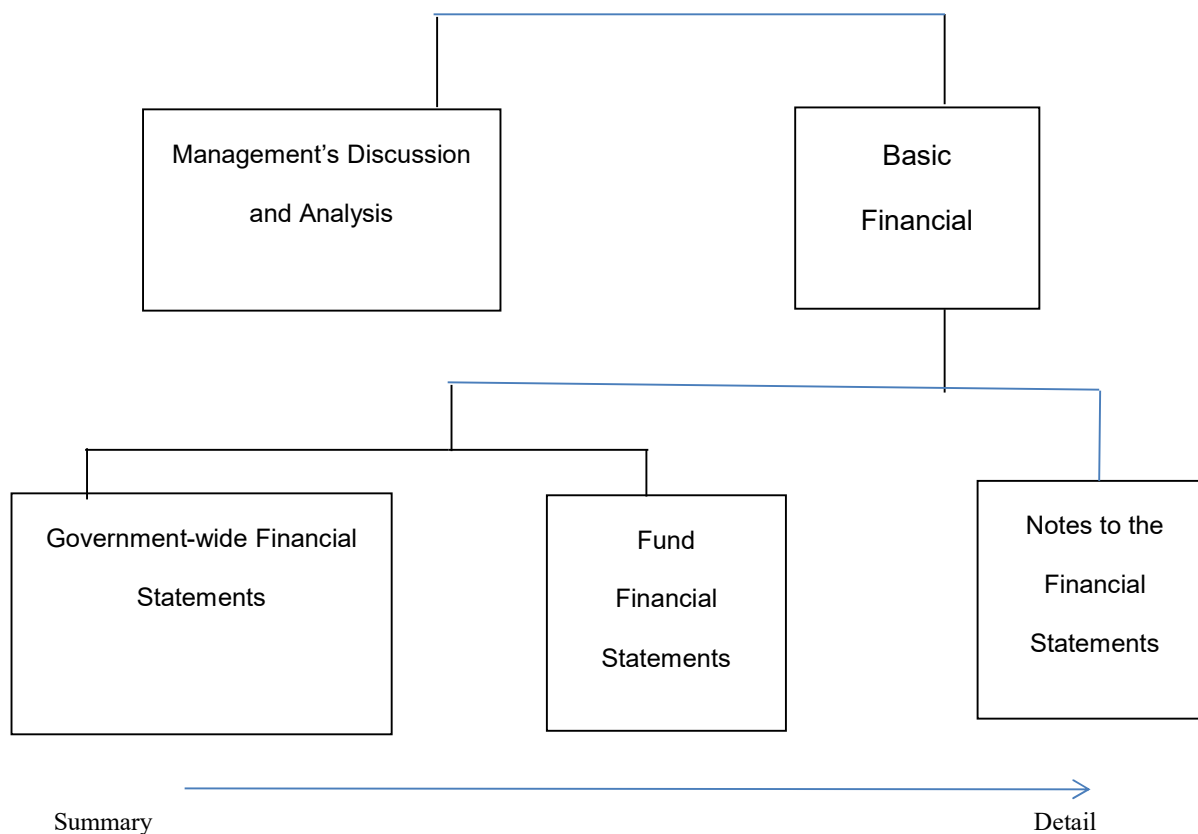 Management’s Discussion
and Analysis
Basic
Financial
Government-wide Financial
Statements
Fund
Financial
Statements
Notes to the
Financial
Statements
Summary
Detail